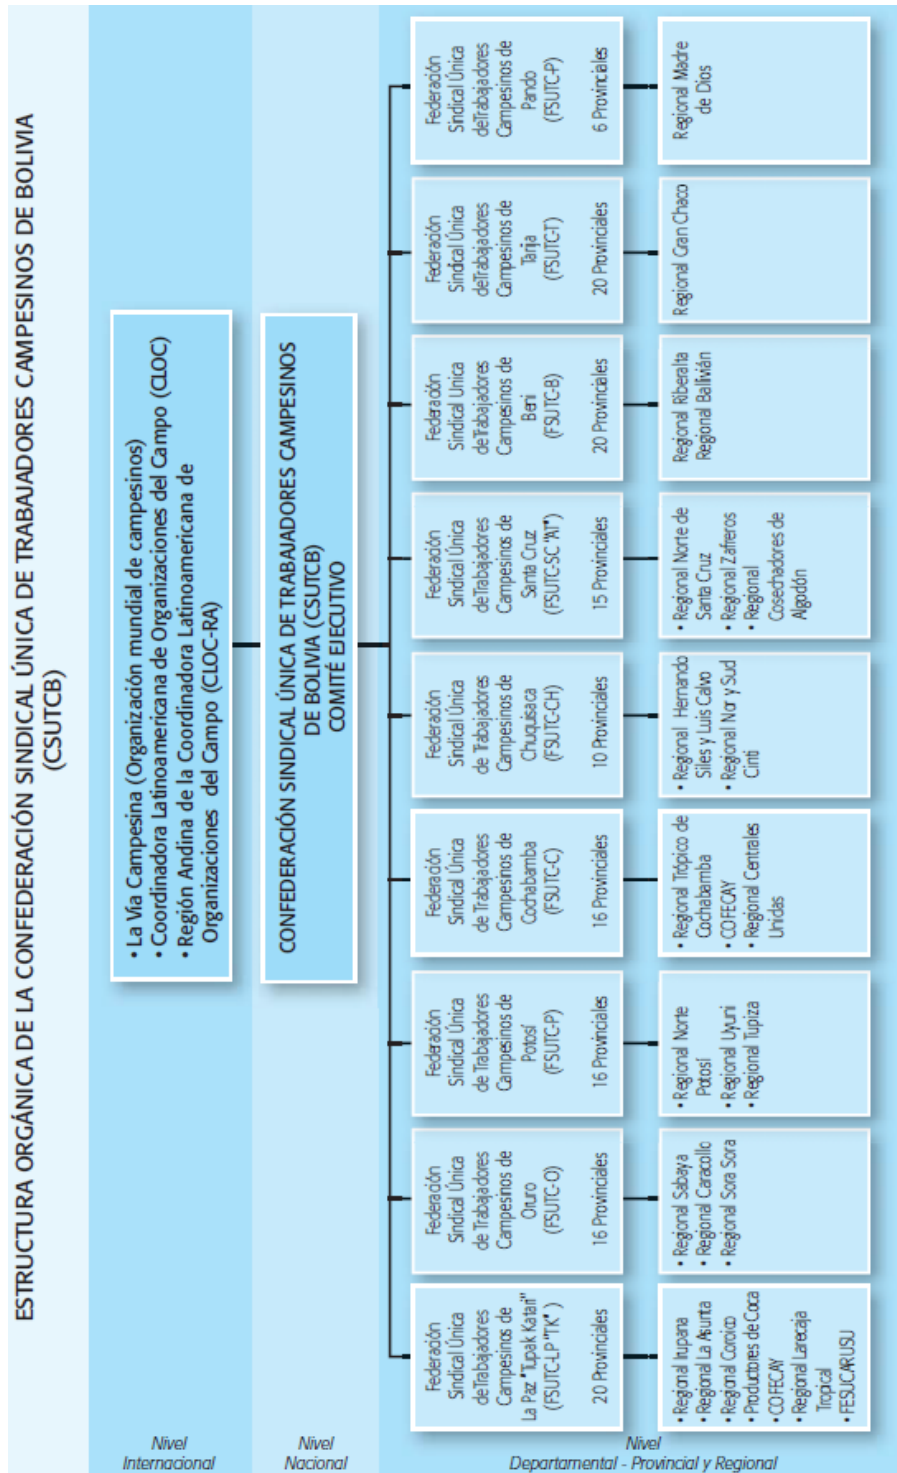 ESTRUCTURA ORGÁNICA DE LA CONFEDERACIÓN SINDICAL ÚNICA DE TRABAJADORES CAMPESINOS DE BOLIVIA
(CSUTCB)
Nivel
Internacional
• La Vía Campesina (Organización mundial de campesinos)
• Coordinadora Latinoamericana de Organizaciones del Campo (CLOC)
• Región Andina de la Coordinadora Latinoamericana de
Organizaciones del Campo (CLOC-RA)
Nivel
Nacional
CONFEDERACIÓN SINDICAL ÚNICA DE TRABAJADORES CAMPESINOS
DE BOLIVIA (CSUTCB)
COMITÉ EJECUTIVO
Nivel
Departamental - Provincial y Regional
Federación
Sindical Única
deTrabajadores
Campesinos de
La Paz "Tupak Katari"
(FSUTC-LP "TK" )
20 Provinciales
Federación
Sindical Única
de Trabajadores
Campesinos de
Oruro
(FSUTC-O)
16 Provinciales
Federación
Sindical Única
de Trabajadores
Campesinos de
Potosí
(FSUTC-P)
16 Provinciales
Federación
Sindical Única
de Trabajadores
Campesinos de
Cochabamba
(FSUTC-C)
16 Provinciales
Federación
Sindical Única
de Trabajadores
Campesinos de
Chuquisaca
(FSUTC-CH)
10 Provinciales
Federación
Sindical Única
deTrabajadores
Campesinos de
Santa Cruz
(FSUTC-SC "AT"
15 Provinciales
Federación
Sindical Unica
deTrabajadores
Campesinos de
Beni
(FSUTC-B)
20 Provinciales
Federación
Sindical Única
deTrabajadores
Campesinos de
Tarija
(FSUTC-T)
20 Provinciales
Federación
Sindical Única
deTrabajadores
Campesinos de
Pando
(FSUTC-P)
6 Provinciales
• Regional Irupana
• Regional La Asunta
• Regional Coroico
• Productores de Coca
• COFECAY
• Regional Larecaja
Tropical
• FESUCARUSU
• Regional Sabaya
• Regional Caracollo
• Regional Sora Sora
• Regional Norte
Potosí
• Regional Uyuni
• Regional Tupiza
• Regional Trópico de
Cochabamba
• COFECAY
• Regional Centrales
Unidas
• Regional Hernando
Siles y Luis Calvo
• Regional Nor y Sud
Cinti
• Regional Norte de
Santa Cruz
• Regional Zafreros
• Regional
Cosechadores de
Algodón
Regional Riberalta
Regional Ballivián
Regional Gran Chaco
Regional Madre
de Dios